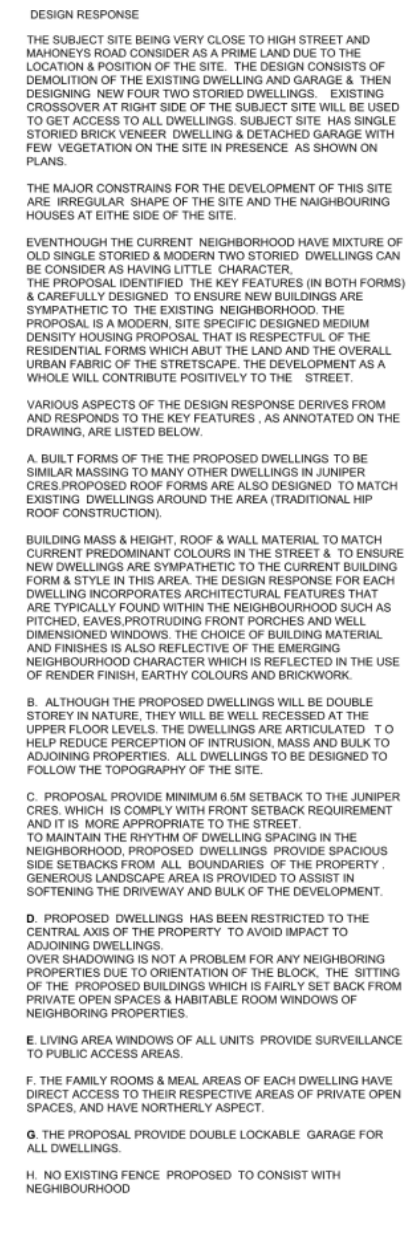 DESIGN RESPONSE
THE SUBJECT SITE BEING VERY CLOSE TO HIGH STREET AND
MAHONEYS ROAD CONSIDER AS A PRIME LAND DUE TO THE
LOCATION & POSITION OF THE SITE. THE DESIGN CONSISTS OF
DEMOLITION OF THE EXISTING DWELLING AND GARAGE & THEN
DESIGNING NEW FOUR TWO STORIED DWELLINGS. EXISTING
CROSSOVER AT RIGHT SIDE OF THE SUBJECT SITE WILL BE USED
TO GET ACCESS TO ALL DWELLINGS. SUBJECT SITE HAS SINGLE
STORIED BRICK VENEER DWELLING & DETACHED GARAGE WITH
FEW VEGETATION ON THE SITE IN PRESENCE AS SHOWN ON
PLANS.
THE MAJOR CONSTRAINS FOR THE DEVELOPMENT OF THIS SITE
ARE IRREGULAR SHAPE OF THE SITE AND THE NAIGHBOURING
HOUSES AT EITHE SIDE OF THE SITE.
EVENTHOUGH THE CURRENT NEIGHBORHOOD HAVE MIXTURE OF
OLD SINGLE STORIED & MODERN TWO STORIED DWELLINGS CAN
BE CONSIDER AS HAVING LITTLE CHARACTER,
THE PROPOSAL IDENTIFIED THE KEY FEATURES (IN BOTH FORMS)
& CAREFULLY DESIGNED TO ENSURE NEW BUILDINGS ARE
SYMPATHETIC TO THE EXISTING NEIGHBORHOOD. THE
PROPOSAL IS A MODERN, SITE SPECIFIC DESIGNED MEDIUM
DENSITY HOUSING PROPOSAL THAT IS RESPECTFUL OF THE
RESIDENTIAL FORMS WHICH ABUT THE LAND AND THE OVERALL
URBAN FABRIC OF THE STRETSCAPE. THE DEVELOPMENT AS A
WHOLE WILL CONTRIBUTE POSITIVELY TO THE STREET.
VARIOUS ASPECTS OF THE DESIGN RESPONSE DERIVES FROM
AND RESPONDS TO THE KEY FEATURES , AS ANNOTATED ON THE
DRAWING, ARE LISTED BELOW.
A. BUILT FORMS OF THE THE PROPOSED DWELLINGS TO BE
SIMILAR MASSING TO MANY OTHER DWELLINGS IN JUNIPER
CRES.PROPOSED ROOF FORMS ARE ALSO DESIGNED TO MATCH
EXISTING DWELLINGS AROUND THE AREA (TRADITIONAL HIP
ROOF CONSTRUCTION).
BUILDING MASS & HEIGHT, ROOF & WALL MATERIAL TO MATCH
CURRENT PREDOMINANT COLOURS IN THE STREET & TO ENSURE
NEW DWELLINGS ARE SYMPATHETIC TO THE CURRENT BUILDING
FORM & STYLE IN THIS AREA. THE DESIGN RESPONSE FOR EACH
DWELLING INCORPORATES ARCHITECTURAL FEATURES THAT
ARE TYPICALLY FOUND WITHIN THE NEIGHBOURHOOD SUCH AS
PITCHED, EAVES,PROTRUDING FRONT PORCHES AND WELL
DIMENSIONED WINDOWS. THE CHOICE OF BUILDING MATERIAL
AND FINISHES IS ALSO REFLECTIVE OF THE EMERGING
NEIGHBOURHOOD CHARACTER WHICH IS REFLECTED IN THE USE
OF RENDER FINISH, EARTHY COLOURS AND BRICKWORK.
B. ALTHOUGH THE PROPOSED DWELLINGS WILL BE DOUBLE
STOREY IN NATURE, THEY WILL BE WELL RECESSED AT THE
UPPER FLOOR LEVELS. THE DWELLINGS ARE ARTICULATED T O
HELP REDUCE PERCEPTION OF INTRUSION, MASS AND BULK TO
ADJOINING PROPERTIES. ALL DWELLINGS TO BE DESIGNED TO
FOLLOW THE TOPOGRAPHY OF THE SITE.
C. PROPOSAL PROVIDE MINIMUM 6.5M SETBACK TO THE JUNIPER
CRES. WHICH IS COMPLY WITH FRONT SETBACK REQUIREMENT
AND IT IS MORE APPROPRIATE TO THE STREET.
TO MAINTAIN THE RHYTHM OF DWELLING SPACING IN THE
NEIGHBORHOOD, PROPOSED DWELLINGS PROVIDE SPACIOUS
SIDE SETBACKS FROM ALL BOUNDARIES OF THE PROPERTY .
GENEROUS LANDSCAPE AREA IS PROVIDED TO ASSIST IN
SOFTENING THE DRIVEWAY AND BULK OF THE DEVELOPMENT.
D. PROPOSED DWELLINGS HAS BEEN RESTRICTED TO THE
CENTRAL AXIS OF THE PROPERTY TO AVOID IMPACT TO
ADJOINING DWELLINGS.
OVER SHADOWING IS NOT A PROBLEM FOR ANY NEIGHBORING
PROPERTIES DUE TO ORIENTATION OF THE BLOCK, THE SITTING
OF THE PROPOSED BUILDINGS WHICH IS FAIRLY SET BACK FROM
PRIVATE OPEN SPACES & HABITABLE ROOM WINDOWS OF
NEIGHBORING PROPERTIES.
E. LIVING AREA WINDOWS OF ALL UNITS PROVIDE SURVEILLANCE
TO PUBLIC ACCESS AREAS.
F. THE FAMILY ROOMS & MEAL AREAS OF EACH DWELLING HAVE
DIRECT ACCESS TO THEIR RESPECTIVE AREAS OF PRIVATE OPEN
SPACES, AND HAVE NORTHERLY ASPECT.
G. THE PROPOSAL PROVIDE DOUBLE LOCKABLE GARAGE FOR
ALL DWELLINGS.
H. NO EXISTING FENCE PROPOSED TO CONSIST WITH
NEGHIBOURHOOD